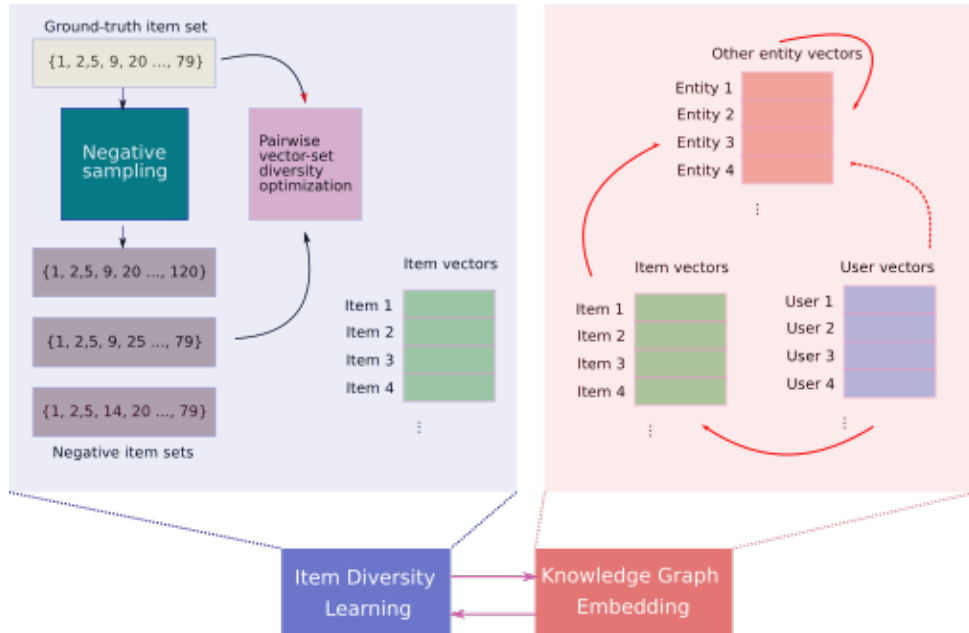 Ground-truth item set
{1, 2,5, 9, 20 ..., 79}
Negative
sampling
Pairwise
vector-set
diversity
optimization
{1, 2,5, 9, 20 ..., 120}
{1, 2,5, 9, 25 ..., 79}
{1, 2,5, 14, 20 ..., 79}
Negative item sets
Item vectors
Item 1
Item 2
Item 3
Item 4
⋮
Other entity vectors
Entity 1
Entity 2
Entity 3
Entity 4
⋮
Item vectors
Item 1
Item 2
Item 3
Item 4
⋮
User vectors
User 1
User 2
User 3
User 4
⋮
Item Diversity
Learning
Knowledge Graph
Embedding